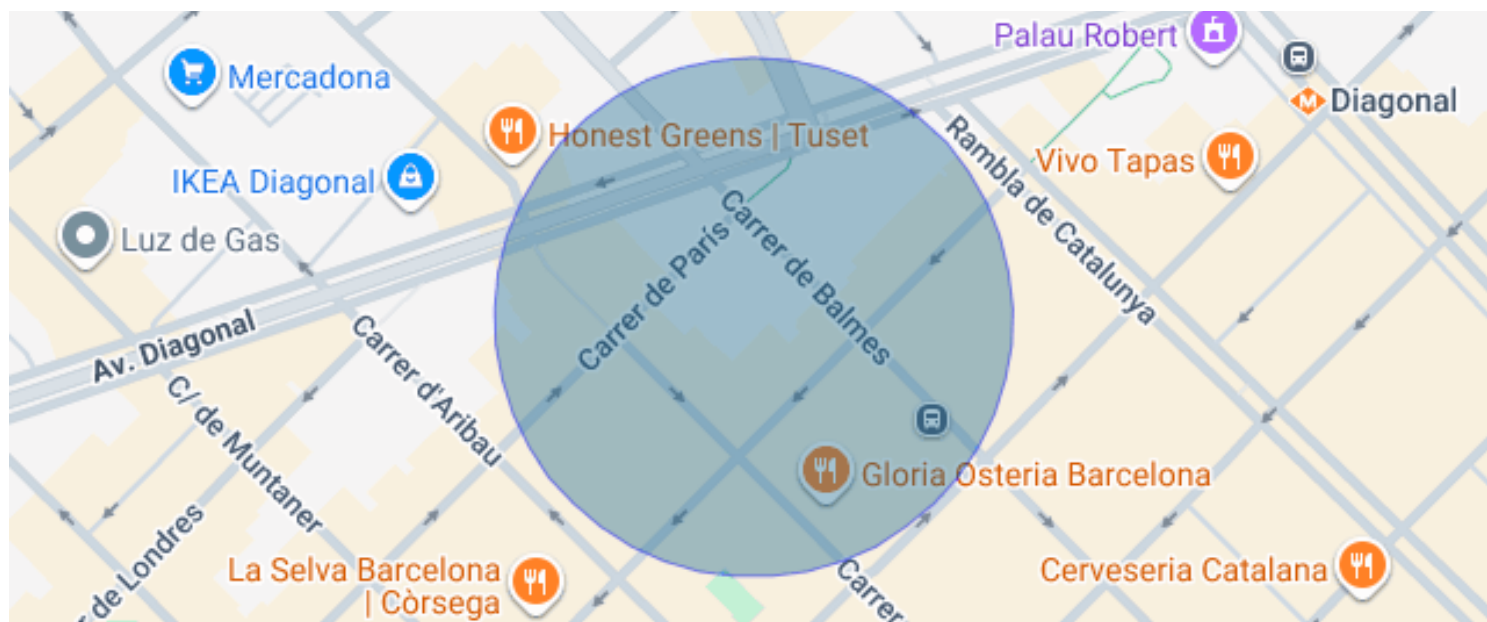 Palau Robert
Mercadona
Diagonal
Honest Greens | Tuset
Vivo Tapas
IKEA Diagonal
Rambla de Catalunya
Luz de Gas
Carrer de París
Carrer de Balmes
Av. Diagonal
Carrer d'Aribau
C/ de Muntaner
Gloria Osteria Barcelona
de Londres
La Selva Barcelona
| Còrsega
Carrer
Cerveseria Catalana